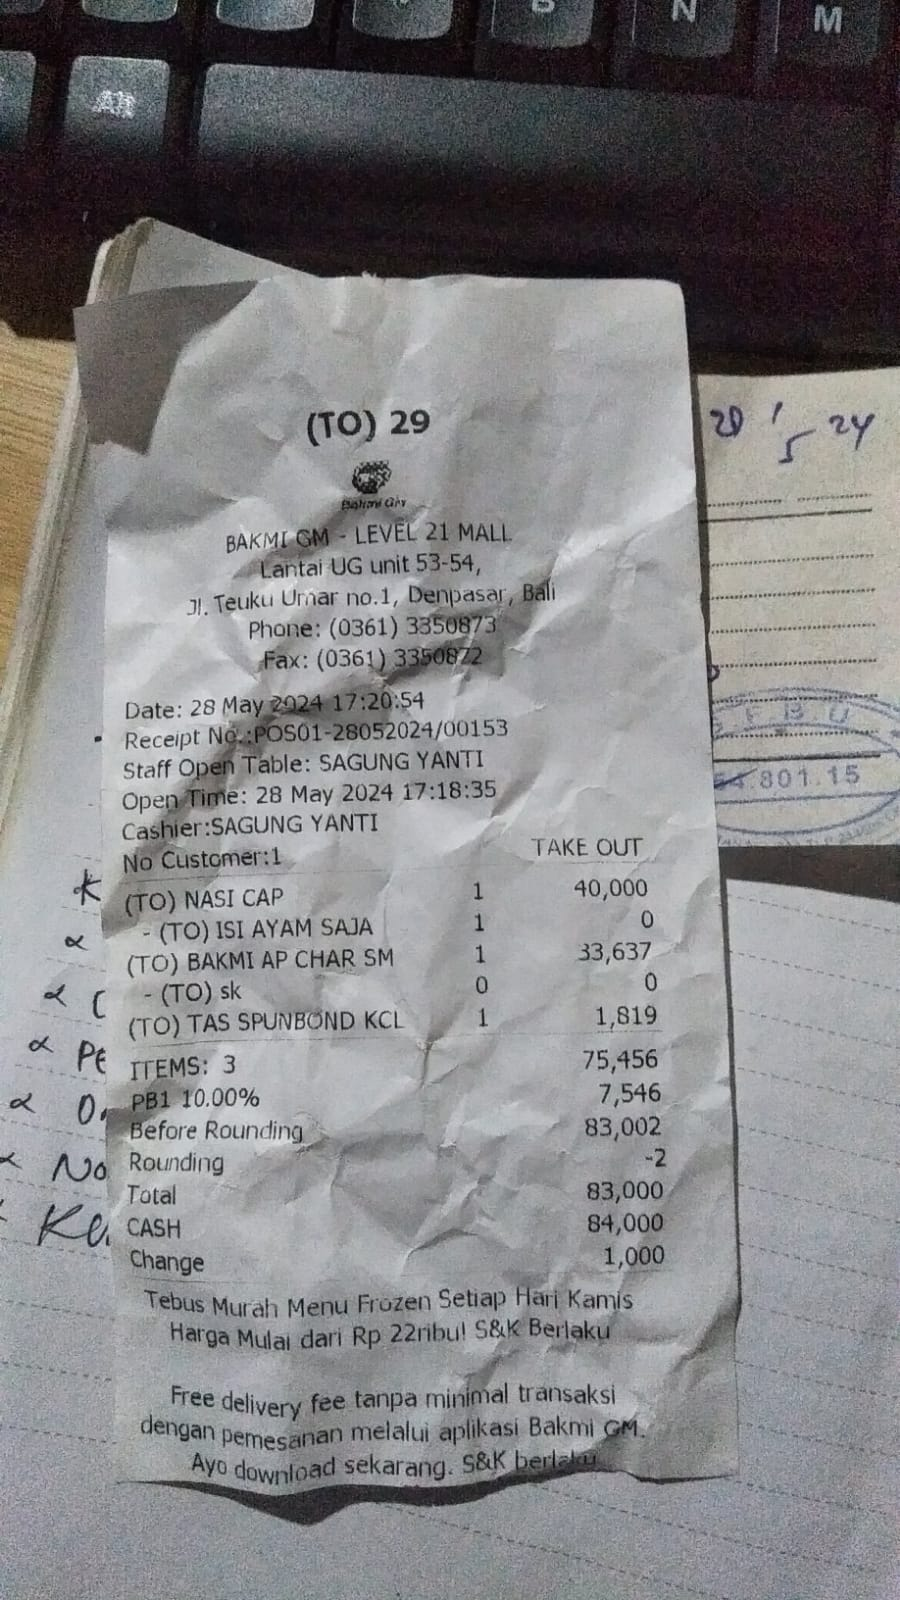 B N M
Alt
(TO) 29
Bakmi GM
BAKMI GM - LEVEL 21 MALL
Lantai UG unit 53-54,
Jl. Teuku Umar no.1, Denpasar, Bali
Phone: (0361) 3350873
Fax: (0361) 3350872
Date: 28 May 2024 17:20:54
Receipt No.:POS01-28052024/00153
Staff Open Table: SAGUNG YANTI
Open Time: 28 May 2024 17:18:35
Cashier:SAGUNG YANTI
No Customer:1 TAKE OUT
(TO) NASI CAP 1 40,000
- (TO) ISI AYAM SAJA 1 0
(TO) BAKMI AP CHAR SM 1 33,637
- (TO) sk 0 0
(TO) TAS SPUNBOND KCL 1 1,819
ITEMS: 3 75,456
PB1 10.00% 7,546
Before Rounding 83,002
Rounding -2
Total 83,000
CASH 84,000
Change 1,000
Tebus Murah Menu Frozen Setiap Hari Kamis
Harga Mulai dari Rp 22ribu! S&K Berlaku
Free delivery fee tanpa minimal transaksi
dengan pemesanan melalui aplikasi Bakmi GM.
Ayo download sekarang. S&K berlaku
28 / 5 24
801.15
K
PE
No
Ke